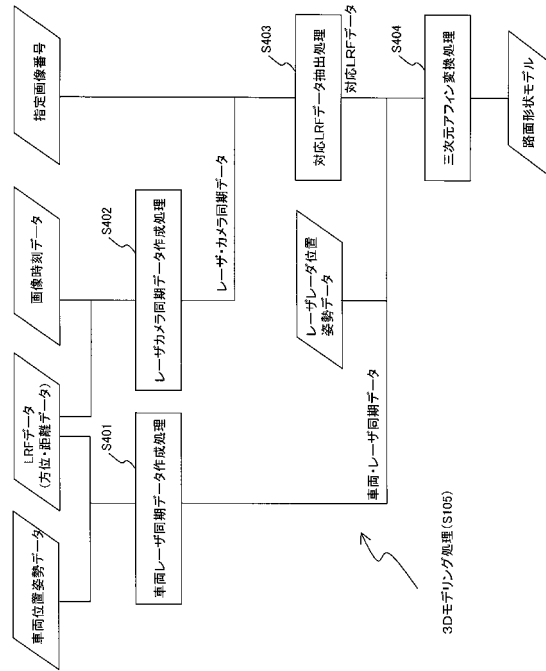 車両位置姿勢データ
LRFデータ
(方位・距離データ)
画像時刻データ
指定画像番号
S401
車両レーザ同期データ作成処理
S402
レーザカメラ同期データ作成処理
レーザ・カメラ同期データ
S403
対応LRFデータ抽出処理
対応LRFデータ
レーザレーダ位置
姿勢データ
車両・レーザ同期データ
S404
三次元アフィン変換処理
路面形状モデル
3Dモデリング処理(S105)